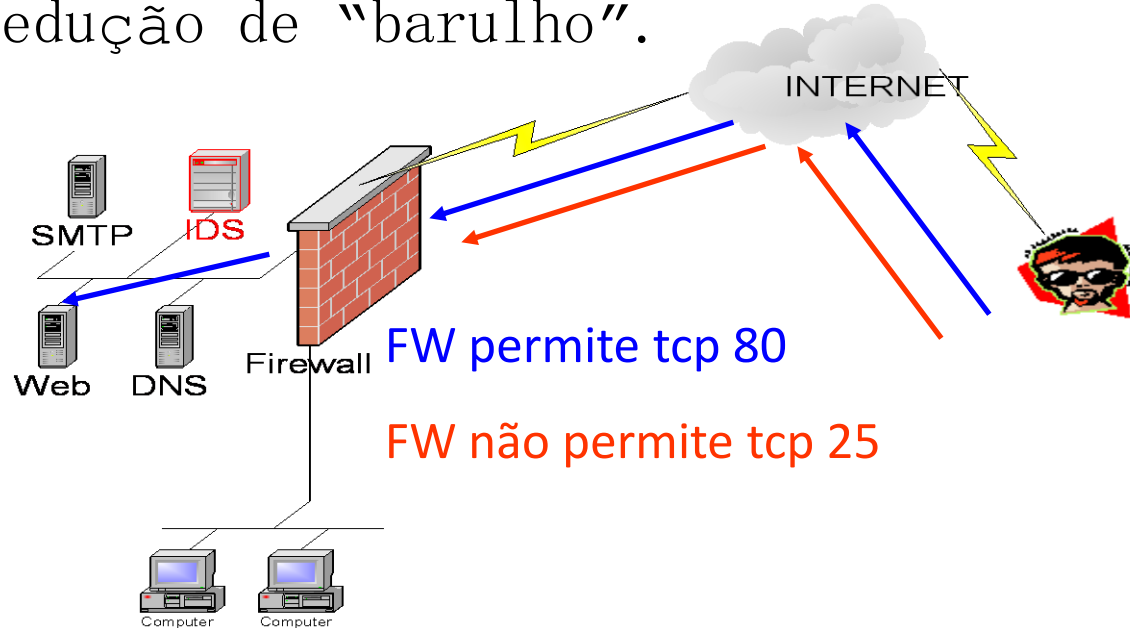 edução de “barulho”.
INTERNET
SMTP
IDS
Web
DNS
Firewall
FW permite tcp 80
FW não permite tcp 25
Computer
Computer